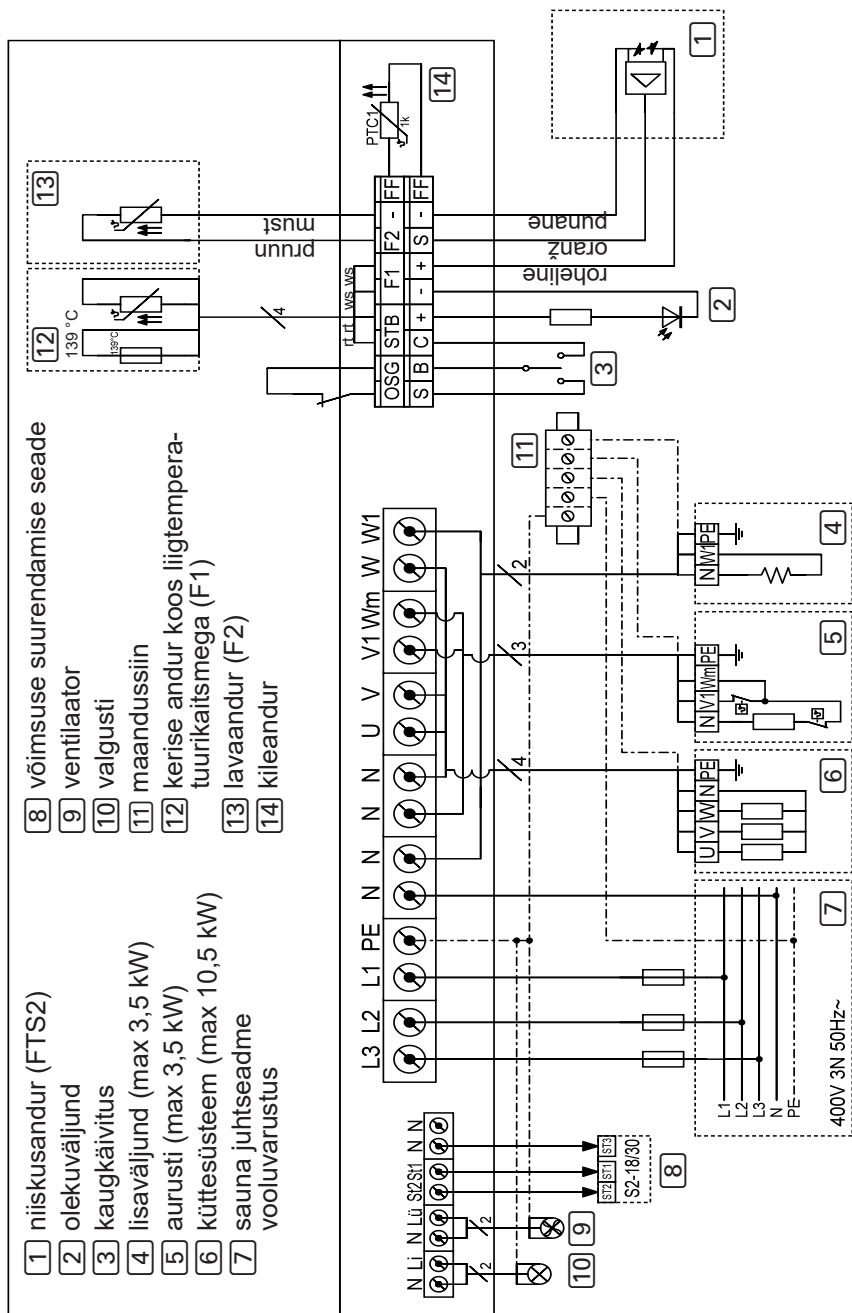 1 niiskusandur (FTS2)
2 olekuväljund
3 kaugkäivitus
4 lisaväljund (max 3,5 kW)
5 aurusti (max 3,5 kW)
6 küttesüsteem (max 10,5 kW)
7 sauna juhtseadme
vooluvarustus
8 võimsuse suurendamise seade
9 ventilaator
10 valgusti
11 maandussiin
12 kerise andur koos liigtempera-
tuurikaitsmega (F1)
13 lavaandur (F2)
14 kileandur
12
139 °C
139°C
13
4
pruun
must
PTC1
1k
14
rt rt ws ws
OSG STB F1 F2 - FF
S B C + - + S - FF
roheline
oranž
punane
3
2
1
N Li N Lü St2 St1 N N
L3 L2 L1 PE N N N N U V V1 Wm W W1
2
2
4
3
2
11
10
9
ST2 ST1 ST3
S2-18/30
8
L1
L2
L3
N
PE
400V 3N 50Hz~
7
U V W N PE
6
N V1 Wm PE
5
N W1 PE
4